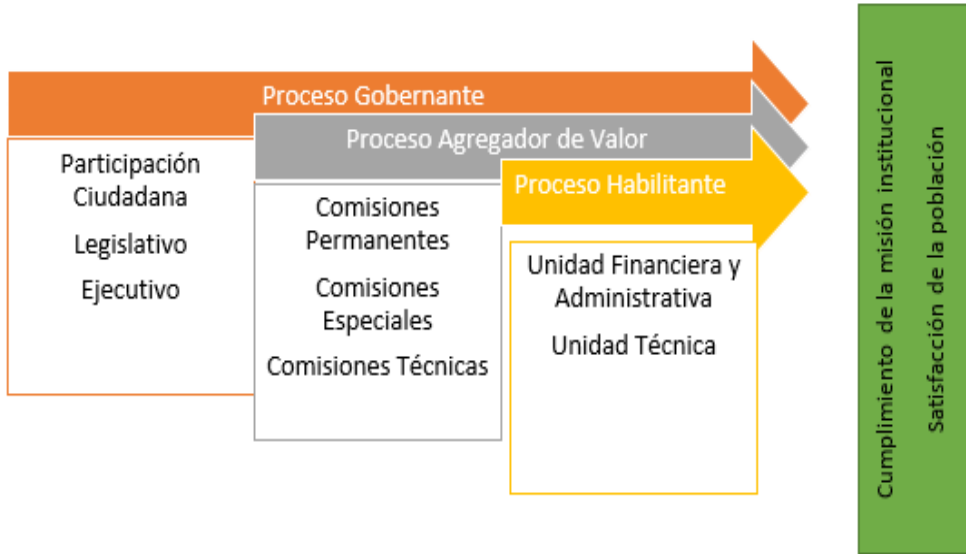 Proceso Gobernante
Participación
Ciudadana
Legislativo
Ejecutivo
Proceso Agregador de Valor
Comisiones
Permanentes
Comisiones
Especiales
Comisiones Técnicas
Proceso Habilitante
Unidad Financiera y
Administrativa
Unidad Técnica
Cumplimiento de la misión institucional
Satisfacción de la población